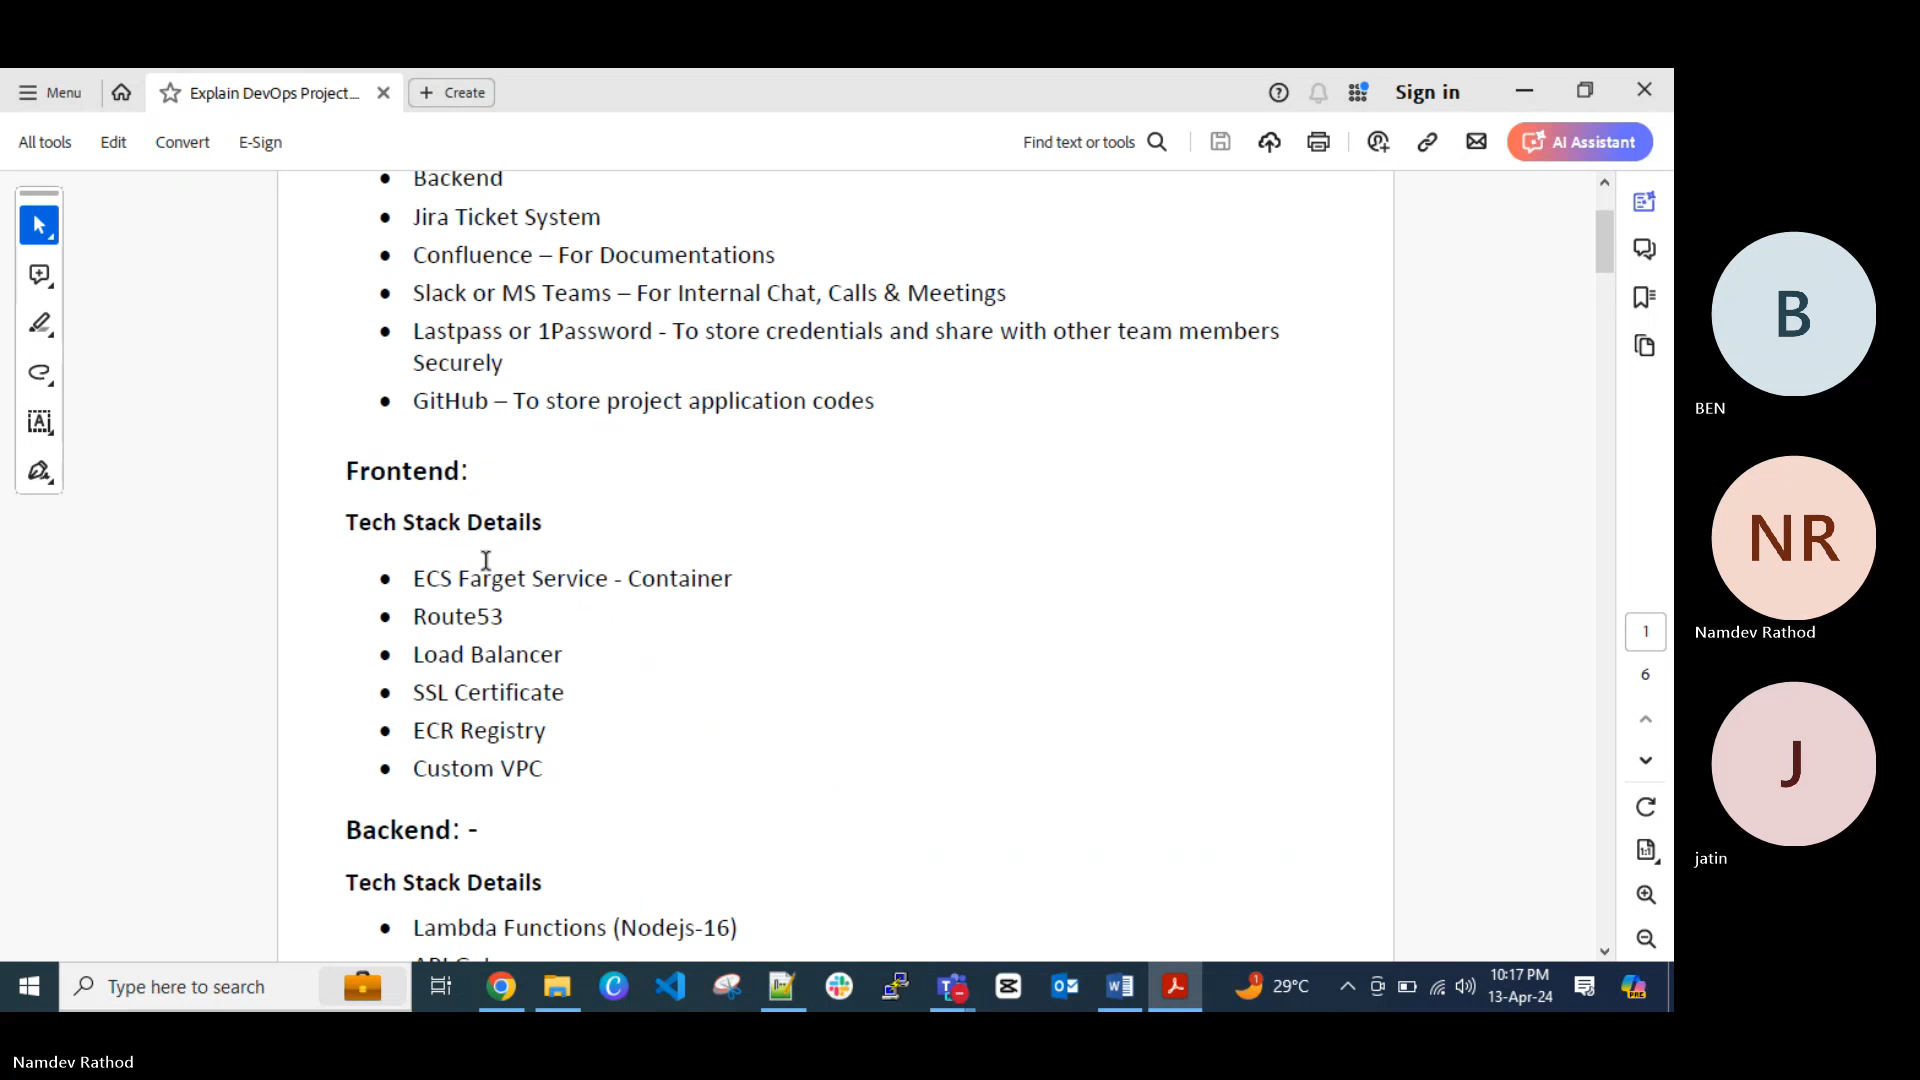 Menu
Explain DevOps Project...
Create
Sign in
All tools
Edit
Convert
E-Sign
Find text or tools
AI Assistant
Backend
Jira Ticket System
Confluence – For Documentations
Slack or MS Teams – For Internal Chat, Calls & Meetings
Lastpass or 1Password - To store credentials and share with other team members
Securely
GitHub – To store project application codes
Frontend:
Tech Stack Details
ECS Farget Service - Container
Route53
Load Balancer
SSL Certificate
ECR Registry
Custom VPC
Backend: -
Tech Stack Details
Lambda Functions (Nodejs-16)
1
6
B
BEN
NR
Namdev Rathod
J
jatin
Type here to search
29°C
10:17 PM
13-Apr-24
Namdev Rathod